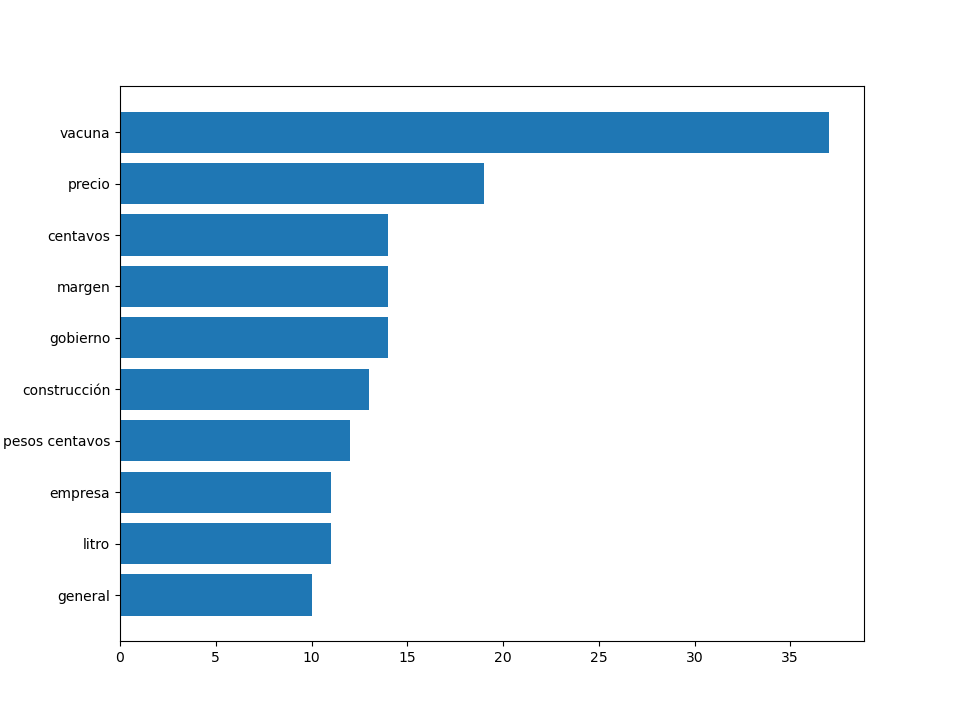 vacuna
precio
centavos
margen
gobierno
construcción
pesos centavos
empresa
litro
general
0 5 10 15 20 25 30 35